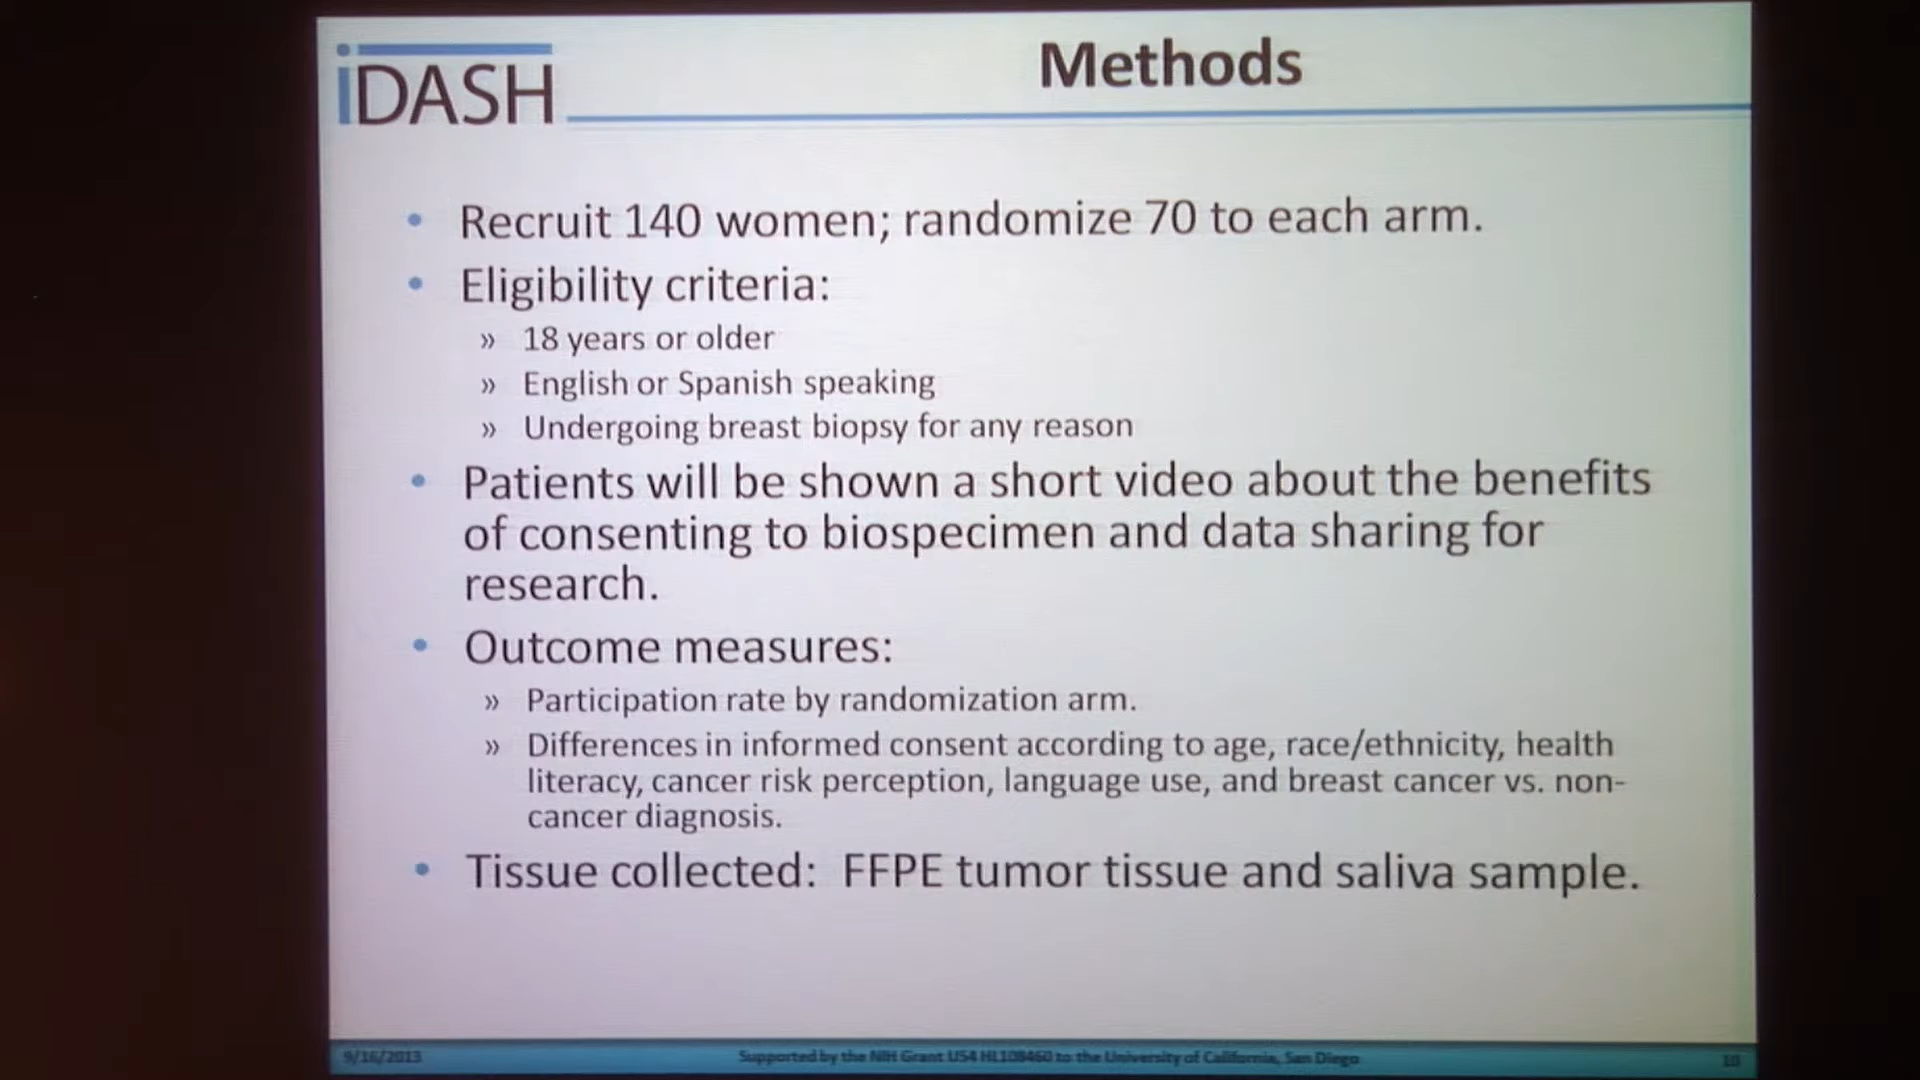 iDASH
Methods
• Recruit 140 women; randomize 70 to each arm.
• Eligibility criteria:
» 18 years or older
» English or Spanish speaking
» Undergoing breast biopsy for any reason
• Patients will be shown a short video about the benefits
of consenting to biospecimen and data sharing for
research.
• Outcome measures:
» Participation rate by randomization arm.
» Differences in informed consent according to age, race/ethnicity, health
literacy, cancer risk perception, language use, and breast cancer vs. non-
cancer diagnosis.
• Tissue collected: FFPE tumor tissue and saliva sample.
9/16/2013
Supported by the NIH Grant U54 HL108460 to the University of California, San Diego